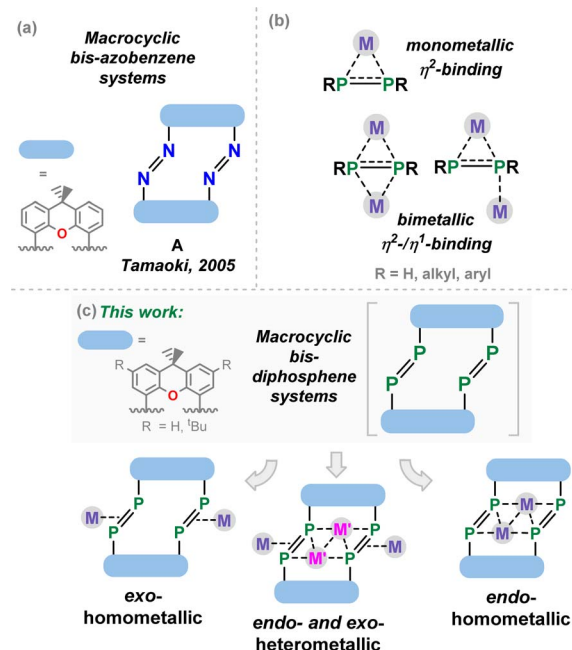 (a)
Macrocyclic
bis-azobenzene
systems
=
O
N
N
N
N
A
Tamaoki, 2005
(b)
M
RP
PR
monometallic
η²-binding
M
RP
PR
M
M
RP
PR
M
bimetallic
η²-/η¹-binding
R = H, alkyl, aryl
(c) This work:
=
R
R
O
R = H, ᵗBu
Macrocyclic
bis-
diphosphene
systems
P
P
P
P
M
P
P
P
P
M
exo-
homometallic
M
P
P
M'
M'
P
P
M
endo- and exo-
heterometallic
P
M
P
P
M
P
endo-
homometallic